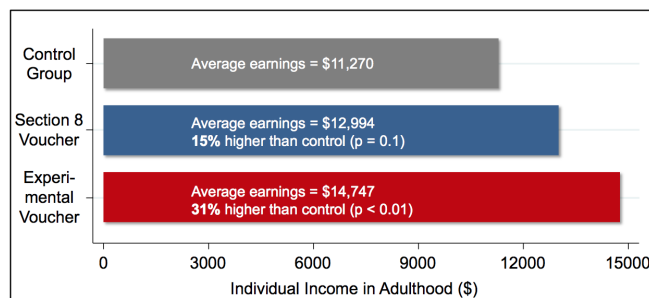 Control
Group
Average earnings = $11,270
Section 8
Voucher
Average earnings = $12,994
15% higher than control (p = 0.1)
Experi-
mental
Voucher
Average earnings = $14,747
31% higher than control (p < 0.01)
0 3000 6000 9000 12000 15000
Individual Income in Adulthood ($)